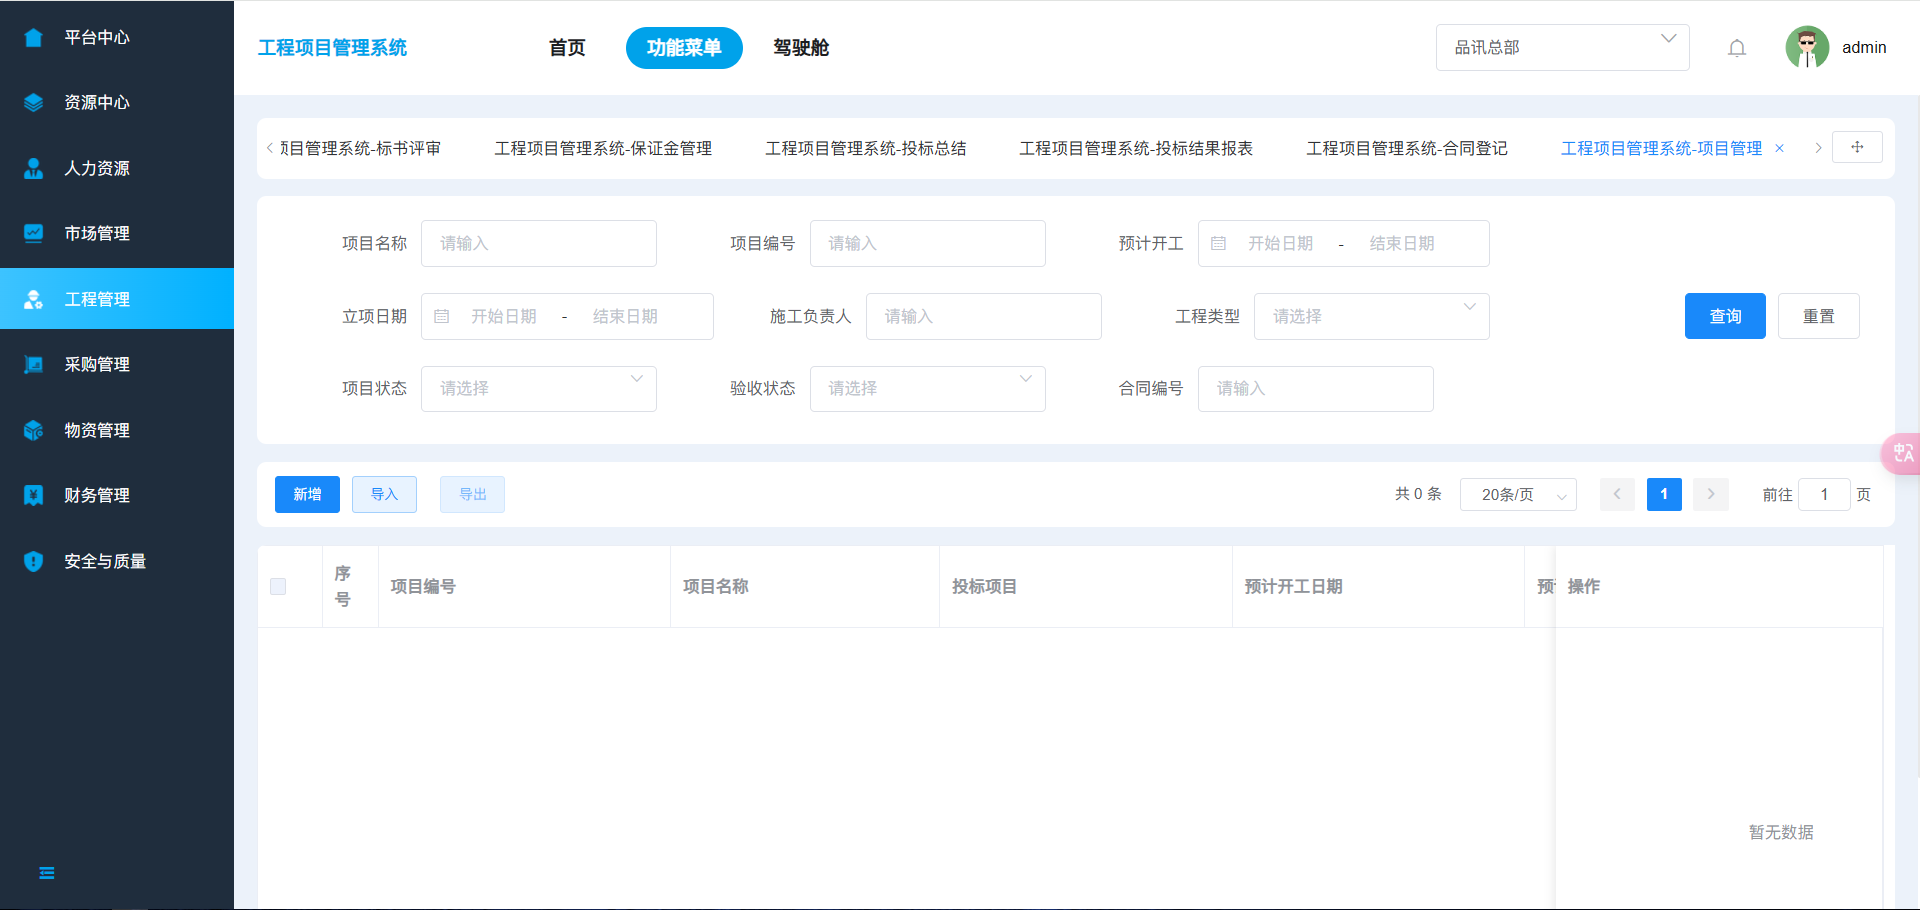 平台中心
资源中心
人力资源
市场管理
工程管理
采购管理
物资管理
财务管理
安全与质量
工程项目管理系统 首页 功能菜单 驾驶舱 品讯总部 admin
项目管理系统-标书评审 工程项目管理系统-保证金管理 工程项目管理系统-投标总结 工程项目管理系统-投标结果报表 工程项目管理系统-合同登记 工程项目管理系统-项目管理
项目名称 请输入 项目编号 请输入 预计开工 开始日期 - 结束日期
立项日期 开始日期 - 结束日期 施工负责人 请输入 工程类型 请选择 查询 重置
项目状态 请选择 验收状态 请选择 合同编号 请输入
中A
新增 导入 导出 共 0 条 20条/页 1 前往 1 页
序号 项目编号 项目名称 投标项目 预计开工日期 预 操作
暂无数据